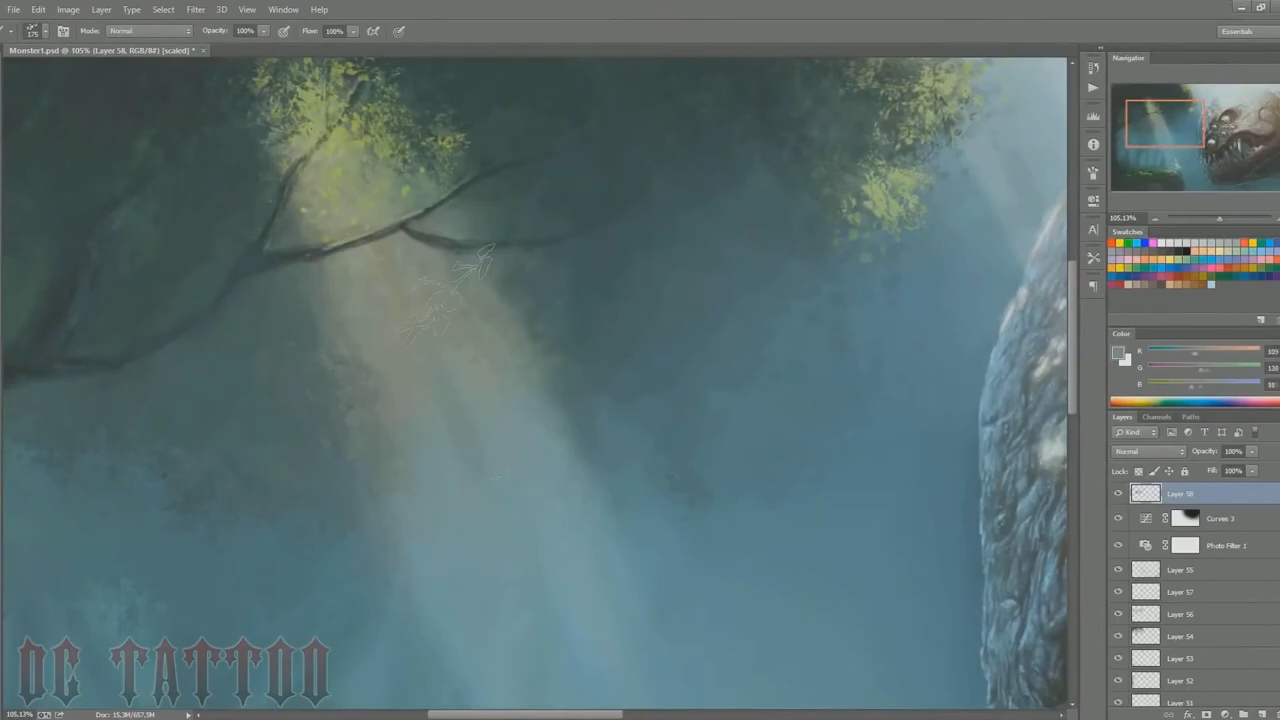 File Edit Image Layer Type Select Filter 3D View Window Help
175 Mode: Normal Opacity: 100% Flow: 100% Essentials
Monster1.psd @ 105% (Layer 58, RGB/8#) [scaled] * ×
Navigator
105,13%
Swatches
Color
R 109
G 130
B
Layers Channels Paths
Kind
Normal Opacity: 100%
Lock: Fill: 100%
Layer 58
Curves 3
Photo Filter 1
Layer 55
Layer 57
Layer 56
Layer 54
Layer 53
Layer 52
Layer 51
DC TATTOO
105,13% Doc: 15,3M/657,5M